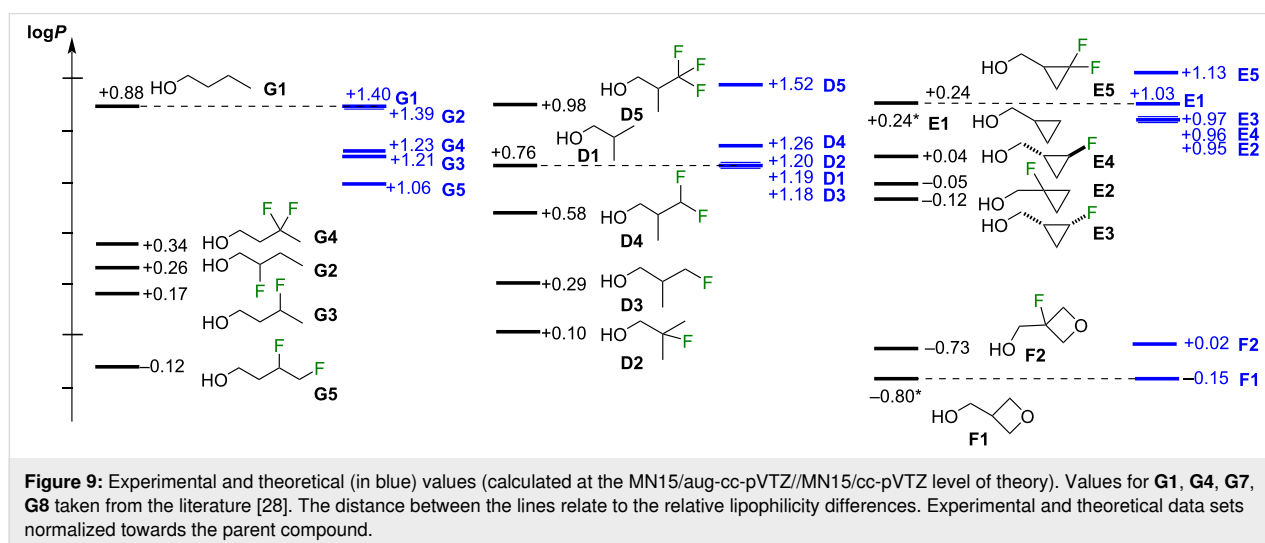 logP
+0.88
HO
G1
+1.40 G1
+1.39 G2
+1.23 G4
+1.21 G3
+1.06 G5
F F
HO
G4
+0.34
HO
F
G2
+0.26
F
HO
G3
+0.17
F
F
HO
G5
–0.12
F
F
F
HO
D5
+0.98
HO
D1
+0.76
F
F
HO
D4
+0.58
HO
F
D3
+0.29
HO
F
D2
+0.10
+1.52 D5
+1.26 D4
+1.20 D2
+1.19 D1
+1.18 D3
F
F
HO
E5
+0.24
+0.24* E1
HO
+0.04
HO
F
E4
–0.05
F
HO
E2
–0.12
HO
F
E3
F
O
HO
F2
–0.73
–0.80*
HO
O
F1
+1.13 E5
+1.03 E1
+0.97 E3
+0.96 E4
+0.95 E2
+0.02 F2
–0.15 F1
Figure 9: Experimental and theoretical (in blue) values (calculated at the MN15/aug-cc-pVTZ//MN15/cc-pVTZ level of theory). Values for G1, G4, G7,
G8 taken from the literature [28]. The distance between the lines relate to the relative lipophilicity differences. Experimental and theoretical data sets
normalized towards the parent compound.